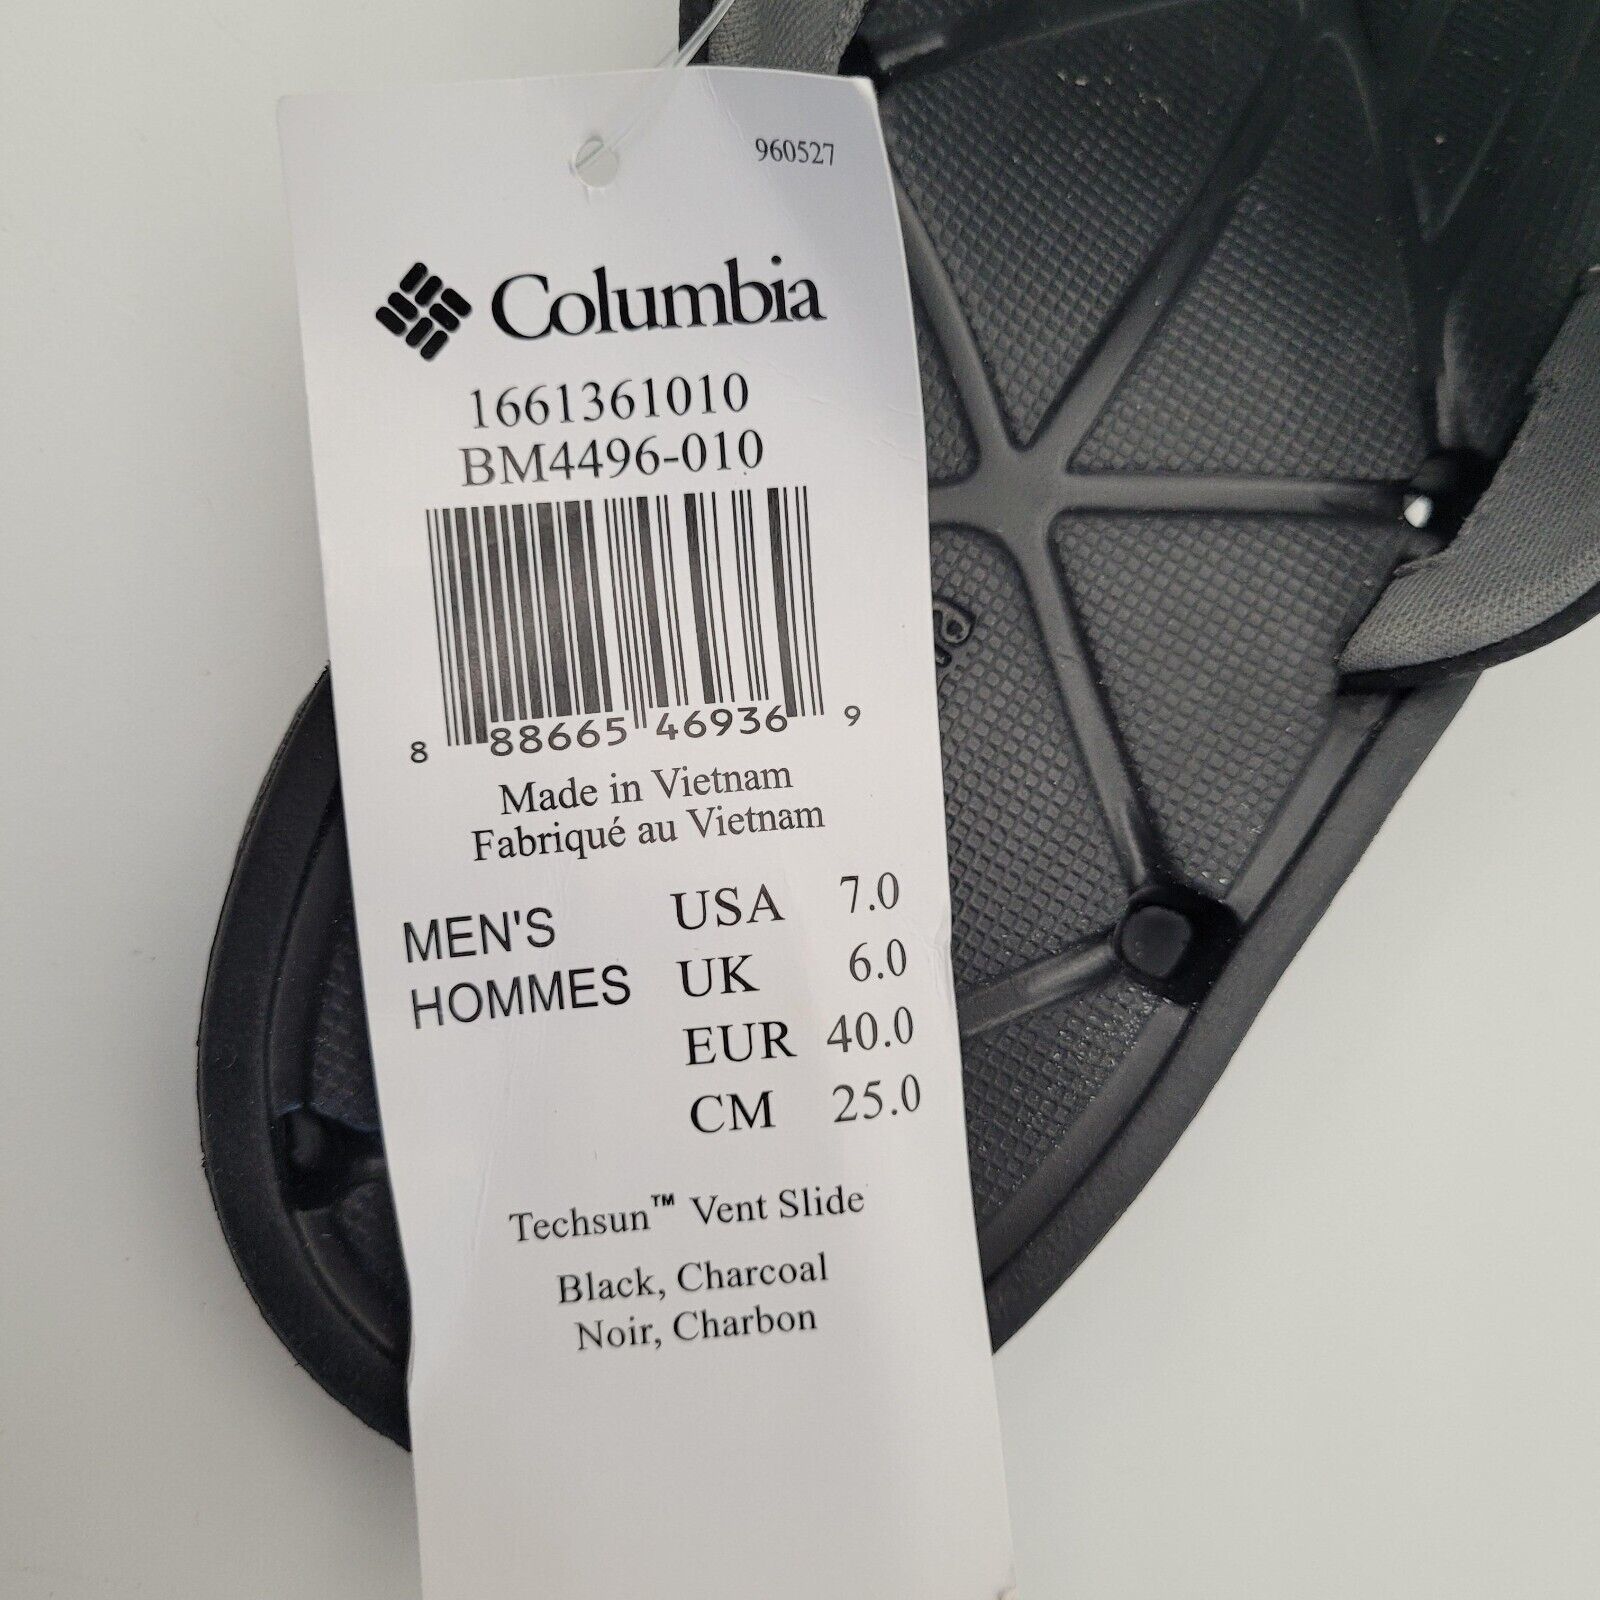 960527
Columbia
1661361010
BM4496-010
8 88665 46936 9
Made in Vietnam
Fabriqué au Vietnam
MEN'S
HOMMES
USA 7.0
UK 6.0
EUR 40.0
CM 25.0
Techsun™ Vent Slide
Black, Charcoal
Noir, Charbon